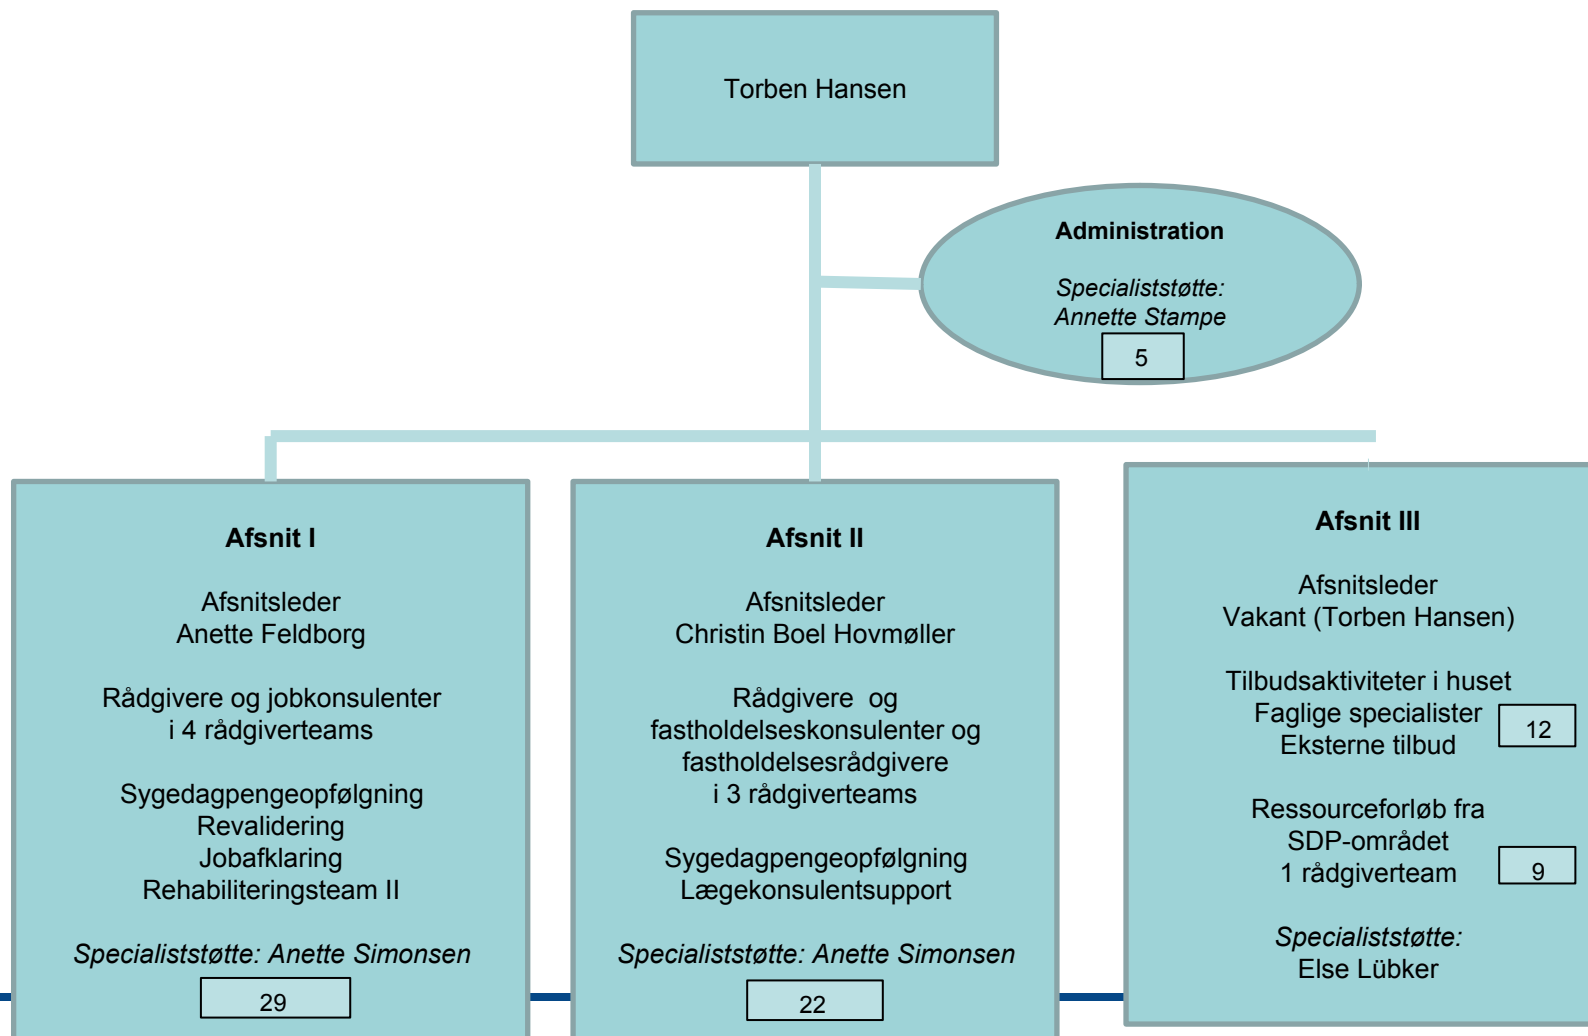 Torben Hansen
Administration
Specialiststøtte:
Annette Stampe
5
Afsnit I
Afsnitsleder
Anette Feldborg
Rådgivere og jobkonsulenter
i 4 rådgiverteams
Sygedagpengeopfølgning
Revalidering
Jobafklaring
Rehabiliteringsteam II
Specialiststøtte: Anette Simonsen
29
Afsnit II
Afsnitsleder
Christin Boel Hovmøller
Rådgivere og
fastholdelseskonsulenter og
fastholdelsesrådgivere
i 3 rådgiverteams
Sygedagpengeopfølgning
Lægekonsulentsupport
Specialiststøtte: Anette Simonsen
22
Afsnit III
Afsnitsleder
Vakant (Torben Hansen)
Tilbudsaktiviteter i huset
Faglige specialister
Eksterne tilbud
12
Ressourceforløb fra
SDP-området
1 rådgiverteam
9
Specialiststøtte:
Else Lübker